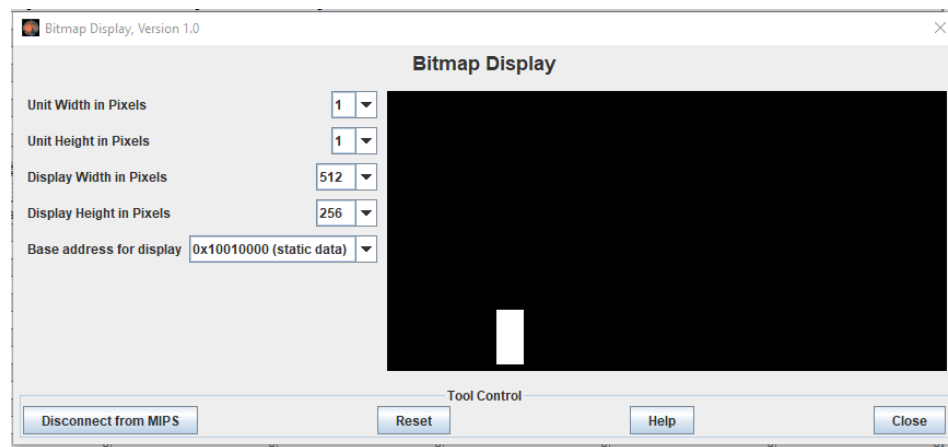 Bitmap Display, Version 1.0
Bitmap Display
Unit Width in Pixels 1
Unit Height in Pixels 1
Display Width in Pixels 512
Display Height in Pixels 256
Base address for display 0x10010000 (static data)
Tool Control
Disconnect from MIPS Reset Help Close